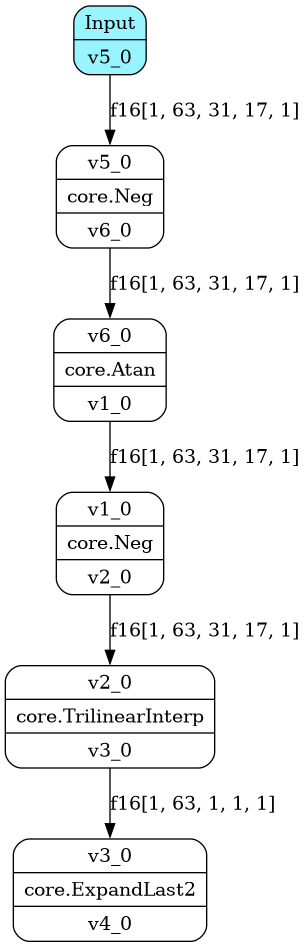 Input
v5_0
f16[1, 63, 31, 17, 1]
v5_0
core.Neg
v6_0
f16[1, 63, 31, 17, 1]
v6_0
core.Atan
v1_0
f16[1, 63, 31, 17, 1]
v1_0
core.Neg
v2_0
f16[1, 63, 31, 17, 1]
v2_0
core.TrilinearInterp
v3_0
f16[1, 63, 1, 1, 1]
v3_0
core.ExpandLast2
v4_0